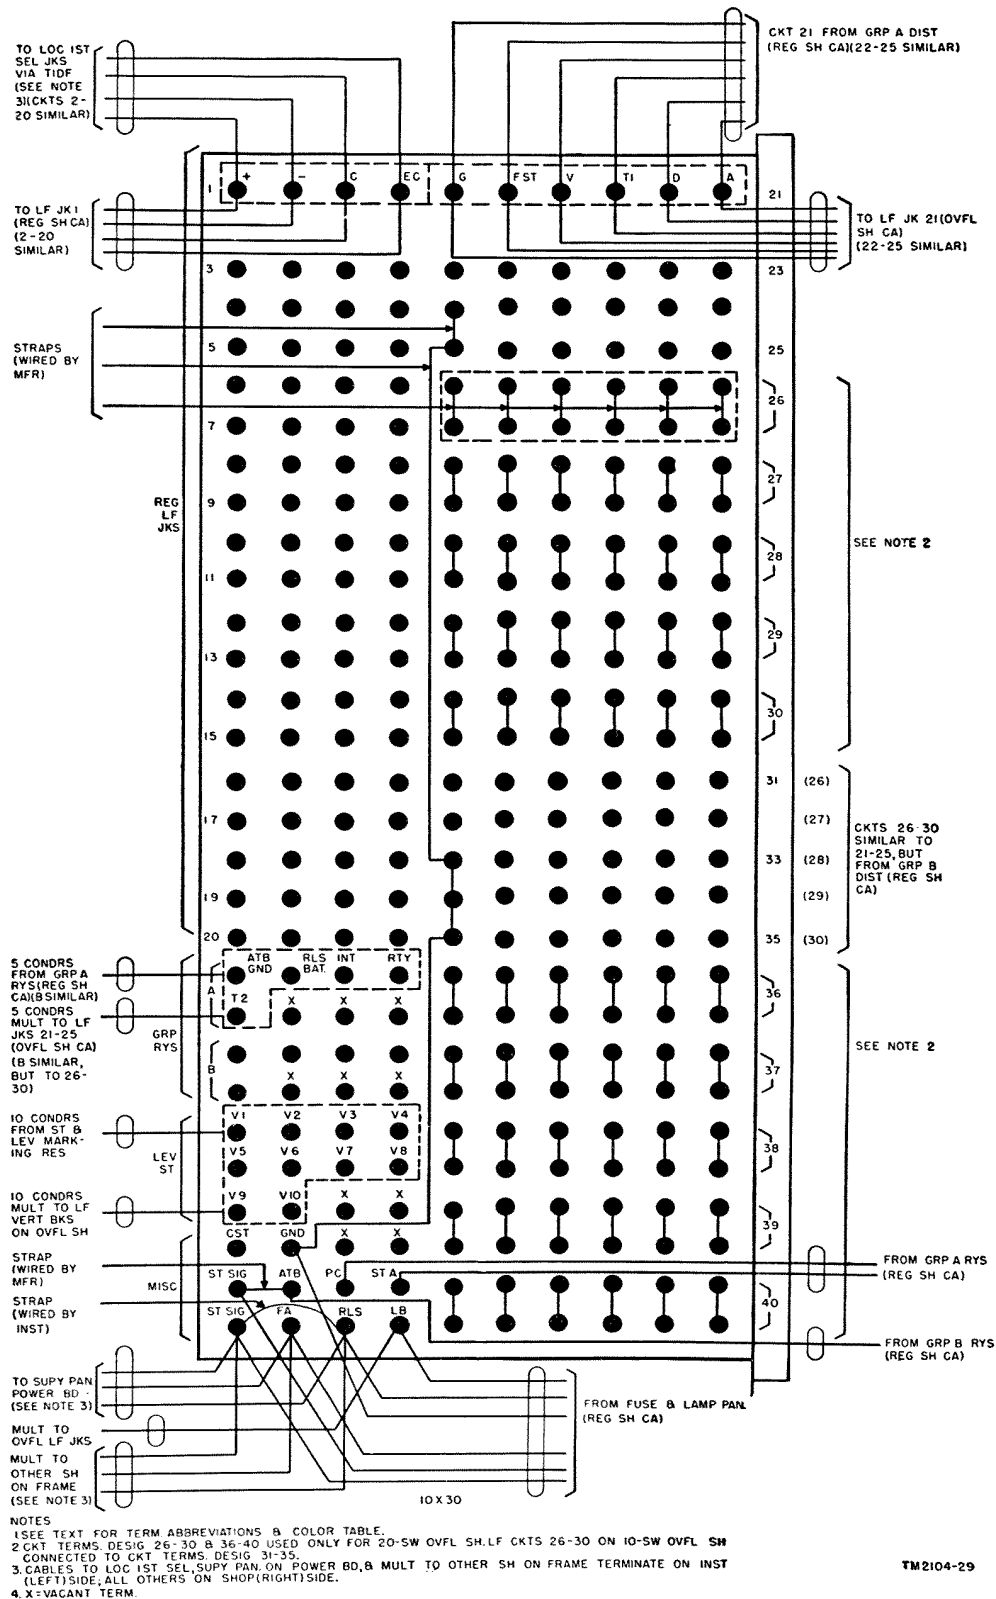 TO LOC 1ST
SEL JKS
VIA TIDF
(SEE NOTE
3)(CKTS 2-
20 SIMILAR)
CKT 21 FROM GRP A DIST
(REG SH CA)(22-25 SIMILAR)
1 + - C EC G FST V TI D A 21
TO LF JK 1
(REG SH CA)
(2-20
SIMILAR)
TO LF JK 21(OVFL
SH CA)
(22-25 SIMILAR)
3 23
STRAPS
(WIRED BY
MFR)
5 25
26
7
27
REG
LF
JKS
9
SEE NOTE 2
28
11
29
13
30
15
31 (26)
17 (27)
CKTS 26-30
SIMILAR TO
21-25, BUT
FROM GRP B
DIST (REG SH
CA)
33 (28)
19 (29)
20 35 (30)
5 CONDRS
FROM GRP A
RYS(REG SH
CA)(B SIMILAR)
5 CONDRS
MULT TO LF
JKS 21-25
(OVFL SH CA)
(B SIMILAR,
BUT TO 26-
30)
GRP
RYS
A
B
ATB
GND
RLS
BAT.
INT
RTY
T2 X X X
36
SEE NOTE 2
X X X
37
10 CONDRS
FROM ST &
LEV MARK-
ING RES
LEV
ST
V1 V2 V3 V4
V5 V6 V7 V8
38
10 CONDRS
MULT TO LF
VERT BKS
ON OVFL SH
V9 V10 X X
39
CST GND X X
STRAP
(WIRED BY
MFR)
MISC
ST SIG ATB PC ST A
FROM GRP A RYS
(REG SH CA)
STRAP
(WIRED BY
INST)
40
ST SIG FA RLS LB
FROM GRP B RYS
(REG SH CA)
TO SUPY PAN.
POWER BD
(SEE NOTE 3)
FROM FUSE & LAMP PAN.
(REG SH CA)
MULT TO
OVFL LF JKS
MULT TO
OTHER SH
ON FRAME
(SEE NOTE 3)
10 X 30
NOTES
1.SEE TEXT FOR TERM. ABBREVIATIONS & COLOR TABLE.
2.CKT TERMS. DESIG 26-30 & 36-40 USED ONLY FOR 20-SW OVFL SH.LF CKTS 26-30 ON 10-SW OVFL SH
CONNECTED TO CKT TERMS. DESIG 31-35.
3.CABLES TO LOC 1ST SEL, SUPY PAN. ON POWER BD, & MULT TO OTHER SH ON FRAME TERMINATE ON INST
(LEFT)SIDE; ALL OTHERS ON SHOP(RIGHT)SIDE.
4. X=VACANT TERM.
TM2104-29